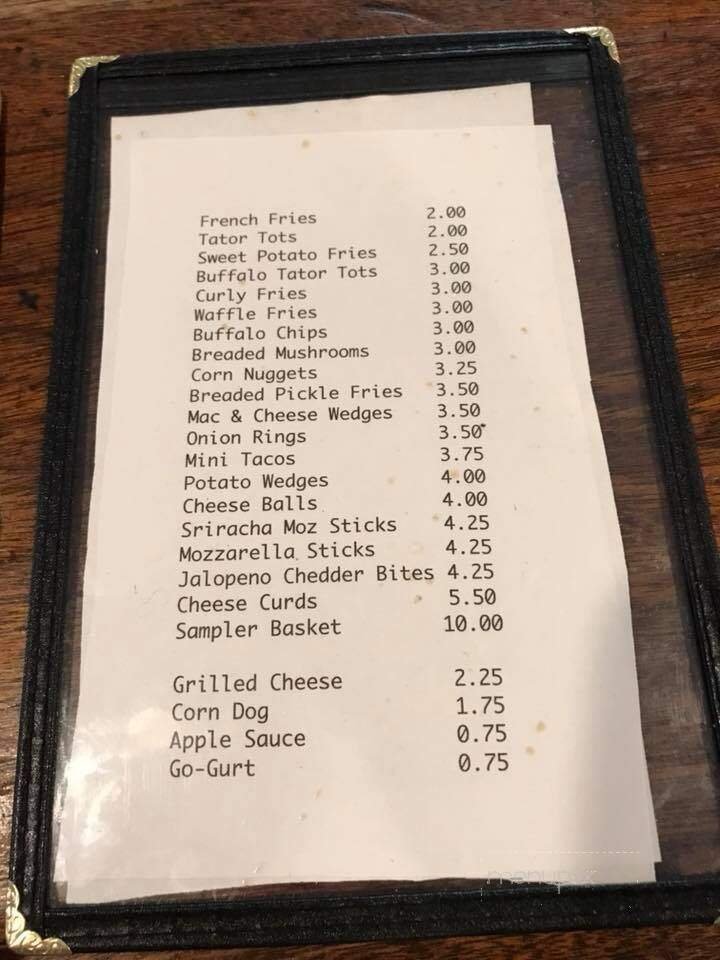 French Fries 2.00
Tator Tots 2.00
Sweet Potato Fries 2.50
Buffalo Tator Tots 3.00
Curly Fries 3.00
Waffle Fries 3.00
Buffalo Chips 3.00
Breaded Mushrooms 3.00
Corn Nuggets 3.25
Breaded Pickle Fries 3.50
Mac & Cheese Wedges 3.50
Onion Rings 3.50
Mini Tacos 3.75
Potato Wedges 4.00
Cheese Balls 4.00
Sriracha Moz Sticks 4.25
Mozzarella Sticks 4.25
Jalopeno Chedder Bites 4.25
Cheese Curds 5.50
Sampler Basket 10.00
Grilled Cheese 2.25
Corn Dog 1.75
Apple Sauce 0.75
Go-Gurt 0.75